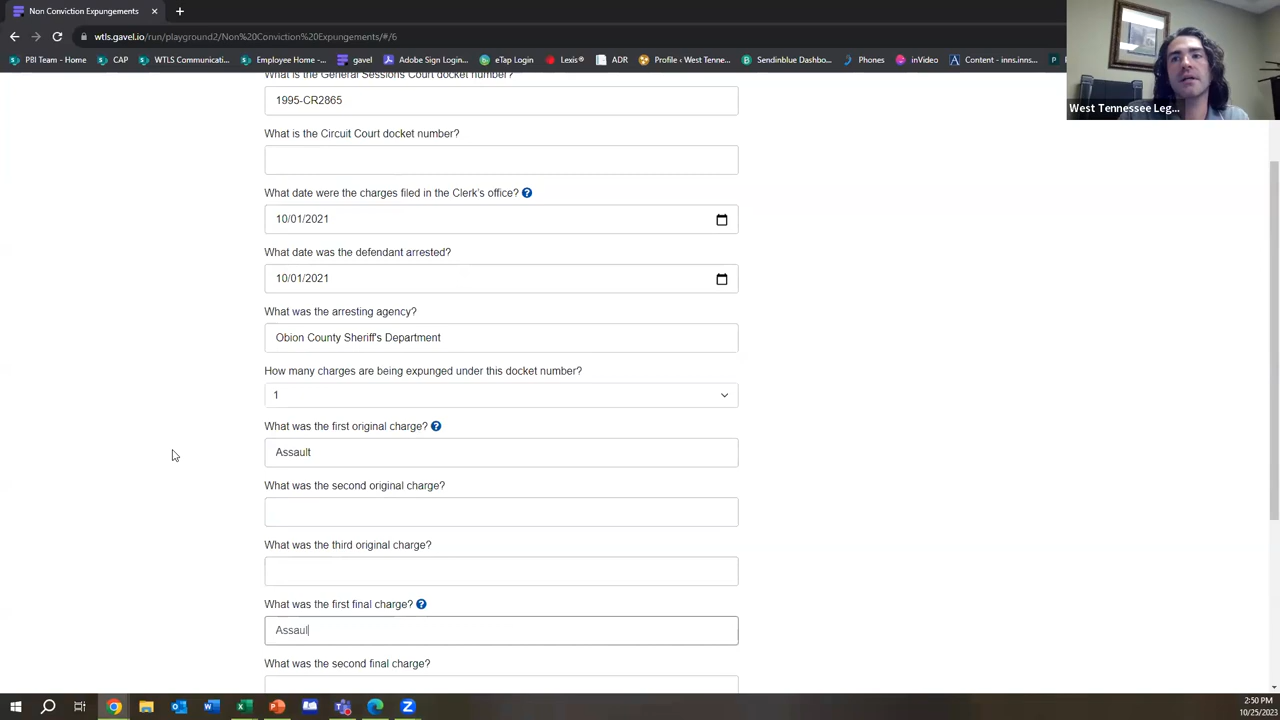 Non Conviction Expungements
wtls.gavel.io/run/playground2/Non%20Conviction%20Expungements/#/6
PBI Team - Home CAP WTLS Communicati... Employee Home -... gavel Adobe Sign Login... eTap Login Lexis® ADR Profile ‹ West Tenne... Sendinblue Dashbo... Phones inVideo Content - inns.inns... P
West Tennessee Leg...
What is the General Sessions Court docket number?
1995-CR2865
What is the Circuit Court docket number?
What date were the charges filed in the Clerk's office?
10/01/2021
What date was the defendant arrested?
10/01/2021
What was the arresting agency?
Obion County Sheriff's Department
How many charges are being expunged under this docket number?
1
What was the first original charge?
Assault
What was the second original charge?
What was the third original charge?
What was the first final charge?
Assaul
What was the second final charge?
2:50 PM
10/25/2023